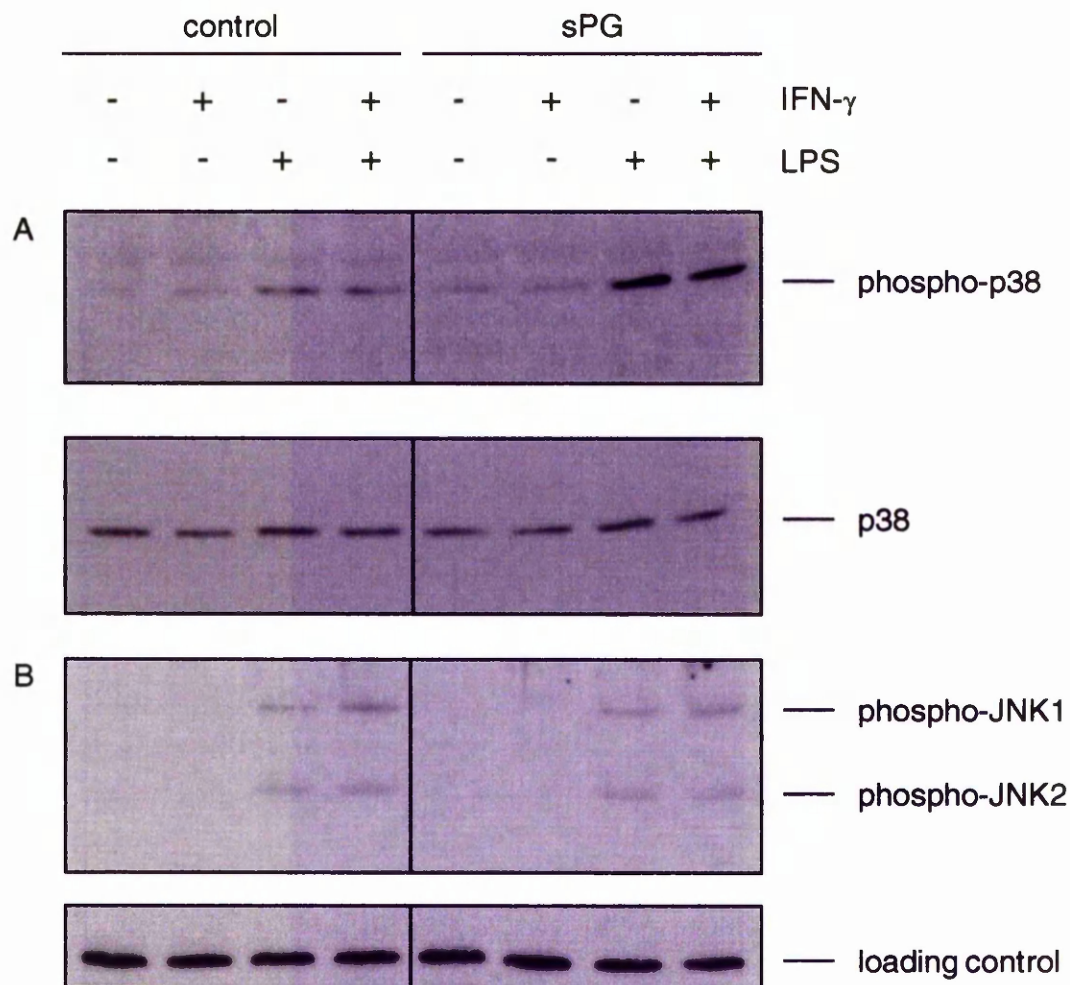 control sPG
- + - + - + - + IFN-γ
- - + + - - + + LPS
A
phospho-p38
p38
B
phospho-JNK1
phospho-JNK2
loading control